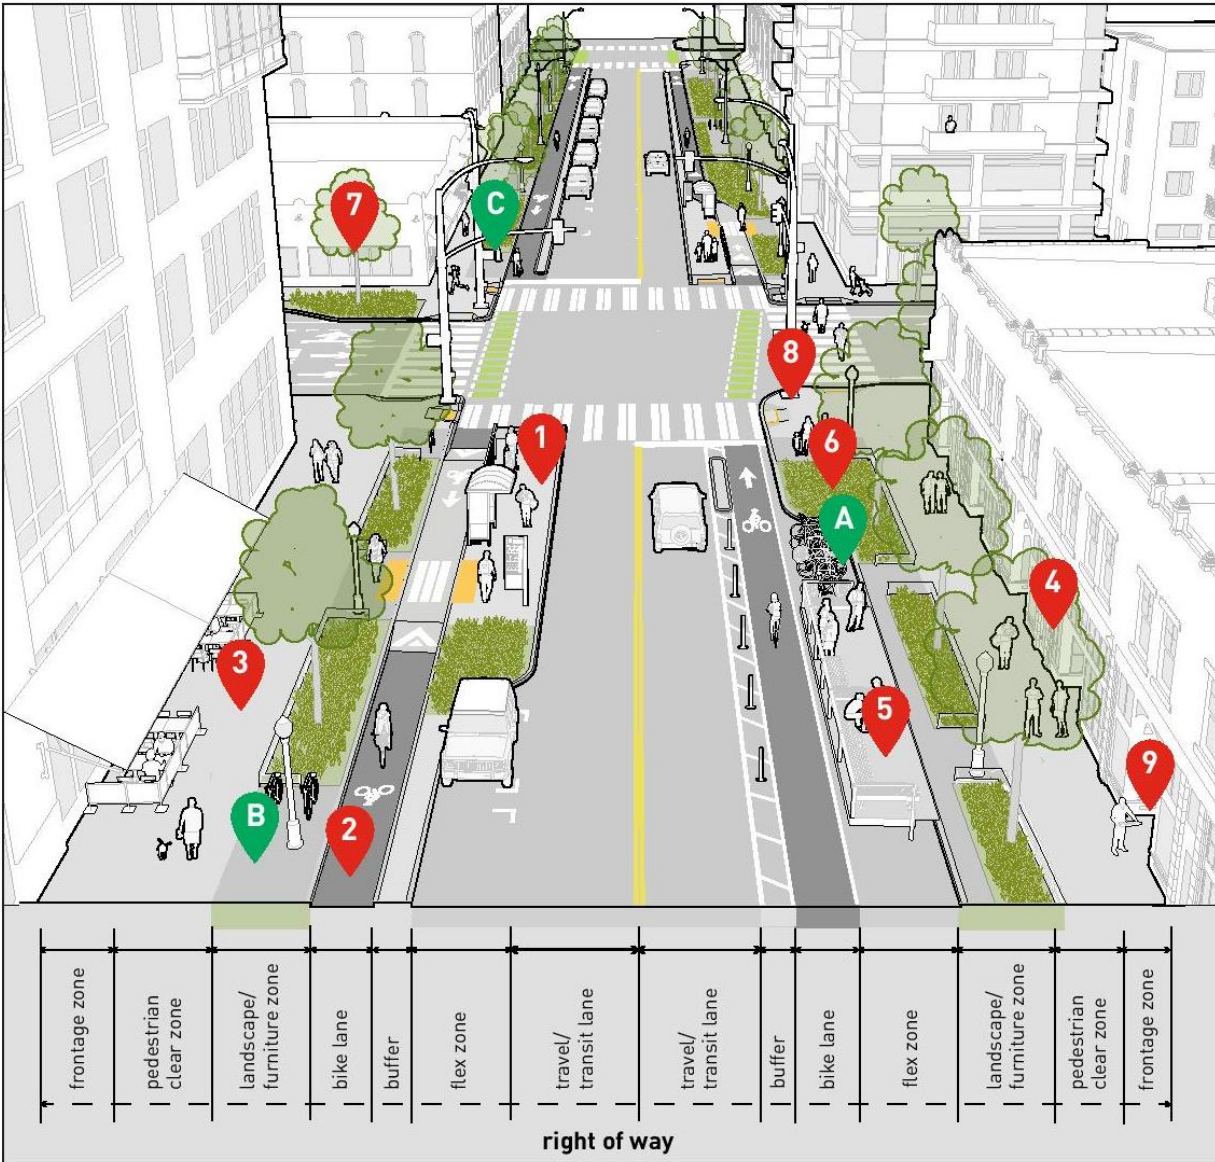 7
C
8
1
6
A
4
3
5
9
B
2
frontage zone
pedestrian
clear zone
landscape/
furniture zone
bike lane
buffer
flex zone
travel/
transit lane
travel/
transit lane
buffer
bike lane
flex zone
landscape/
furniture zone
pedestrian
clear zone
frontage zone
right of way